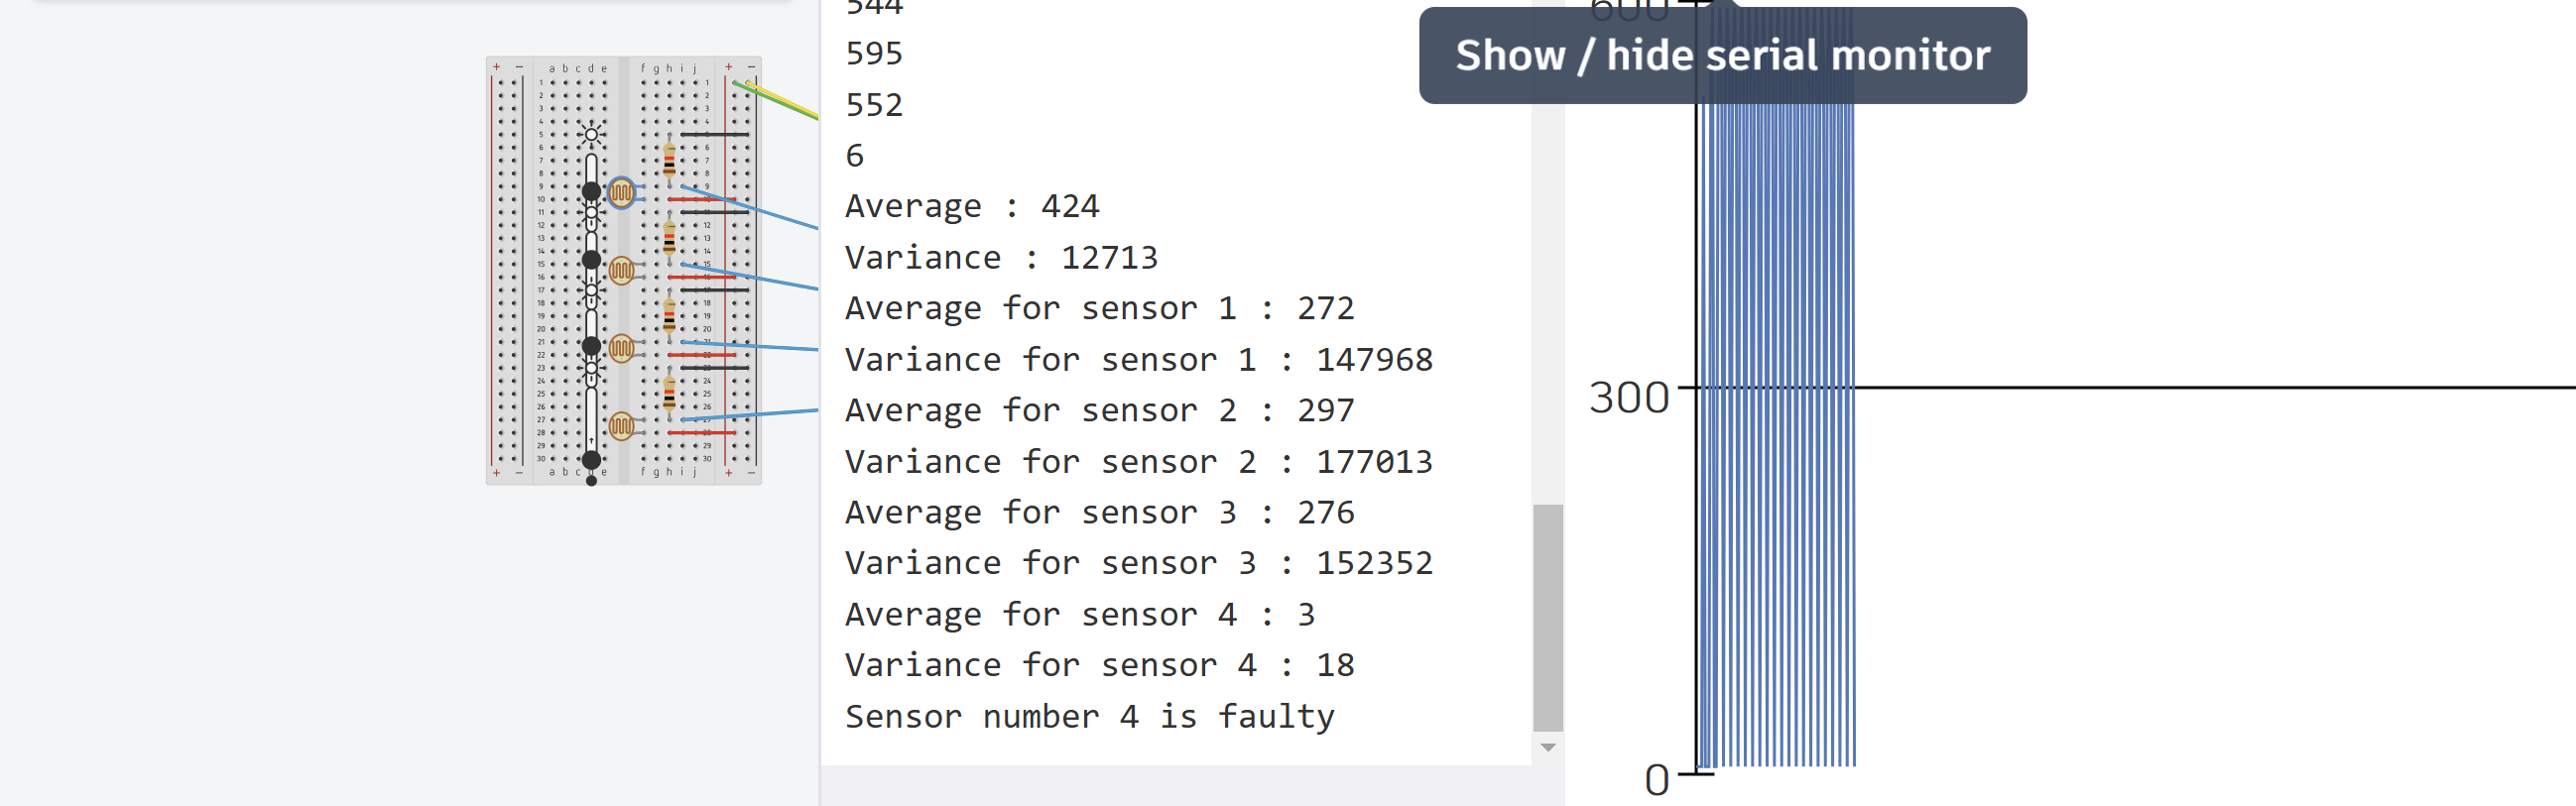 544
595
552
6
Average : 424
Variance : 12713
Average for sensor 1 : 272
Variance for sensor 1 : 147968
Average for sensor 2 : 297
Variance for sensor 2 : 177013
Average for sensor 3 : 276
Variance for sensor 3 : 152352
Average for sensor 4 : 3
Variance for sensor 4 : 18
Sensor number 4 is faulty
Show / hide serial monitor
600
300
0